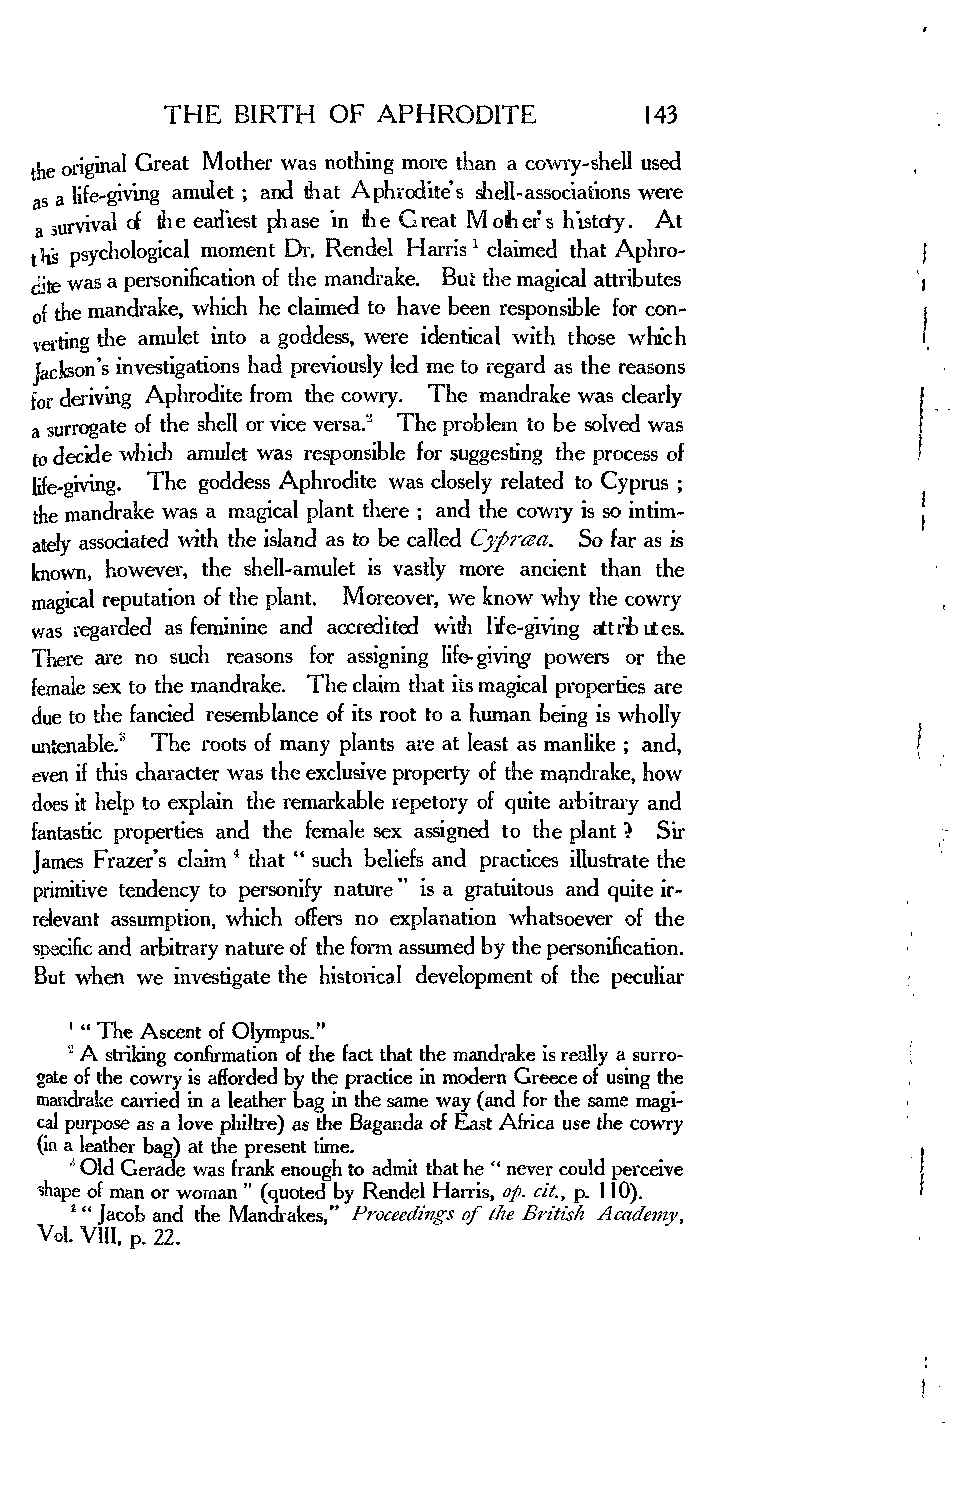 THE BIRTH OF APHRODITE 143
the original Great Mother was nothing more than a cowry-shell used
as a life-giving amulet ; and that Aphrodite's shell-associations were
a survival of the earliest phase in the Great Mother's history. At
this psychological moment Dr. Rendel Harris ¹ claimed that Aphro-
dite was a personification of the mandrake. But the magical attributes
of the mandrake, which he claimed to have been responsible for con-
verting the amulet into a goddess, were identical with those which
Jackson's investigations had previously led me to regard as the reasons
for deriving Aphrodite from the cowry. The mandrake was clearly
a surrogate of the shell or vice versa.² The problem to be solved was
to decide which amulet was responsible for suggesting the process of
life-giving. The goddess Aphrodite was closely related to Cyprus ;
the mandrake was a magical plant there ; and the cowry is so intim-
ately associated with the island as to be called Cypræa. So far as is
known, however, the shell-amulet is vastly more ancient than the
magical reputation of the plant. Moreover, we know why the cowry
was regarded as feminine and accredited with life-giving attributes.
There are no such reasons for assigning life-giving powers or the
female sex to the mandrake. The claim that its magical properties are
due to the fancied resemblance of its root to a human being is wholly
untenable.³ The roots of many plants are at least as manlike ; and,
even if this character was the exclusive property of the mandrake, how
does it help to explain the remarkable repetory of quite arbitrary and
fantastic properties and the female sex assigned to the plant ? Sir
James Frazer's claim ⁴ that “ such beliefs and practices illustrate the
primitive tendency to personify nature ” is a gratuitous and quite ir-
relevant assumption, which offers no explanation whatsoever of the
specific and arbitrary nature of the form assumed by the personification.
But when we investigate the historical development of the peculiar
¹ “ The Ascent of Olympus.”
² A striking confirmation of the fact that the mandrake is really a surro-
gate of the cowry is afforded by the practice in modern Greece of using the
mandrake carried in a leather bag in the same way (and for the same magi-
cal purpose as a love philtre) as the Baganda of East Africa use the cowry
(in a leather bag) at the present time.
³ Old Gerade was frank enough to admit that he “ never could perceive
shape of man or woman ” (quoted by Rendel Harris, op. cit., p. 110).
⁴ “ Jacob and the Mandrakes,” Proceedings of the British Academy,
Vol. VIII, p. 22.